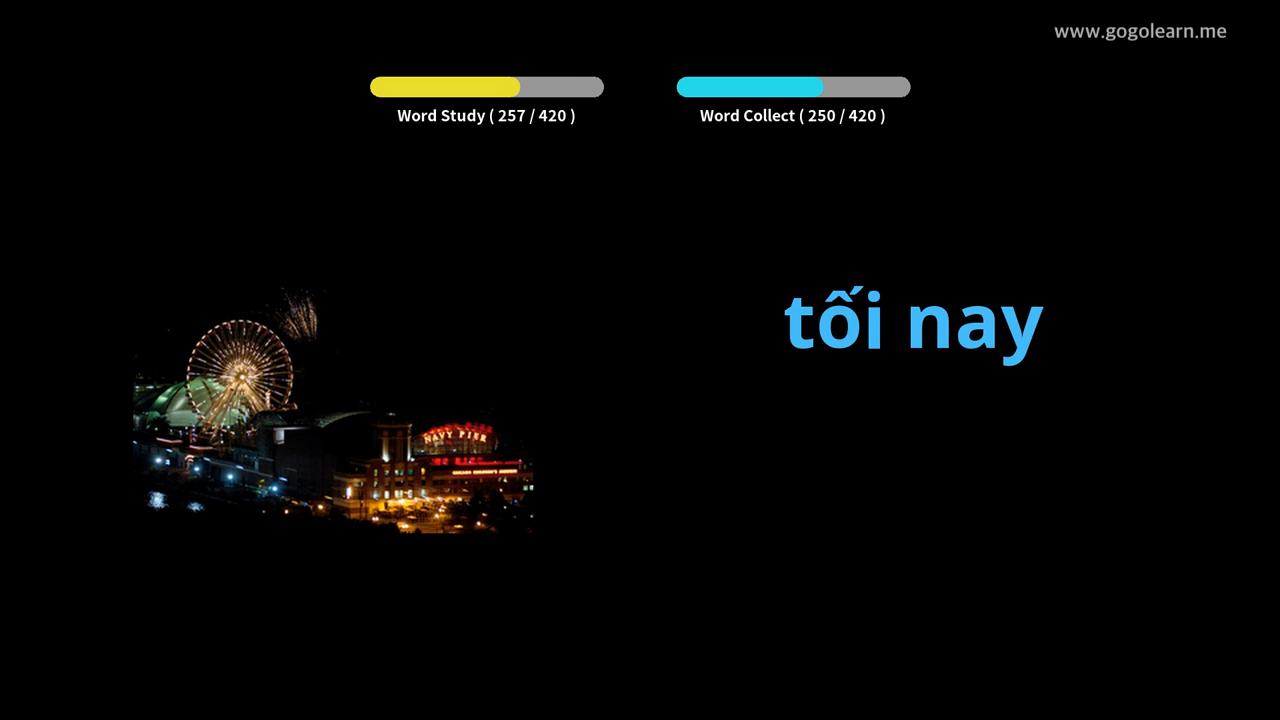 www.gogolearn.me
Word Study ( 257 / 420 )
Word Collect ( 250 / 420 )
tối nay
NAVY PIER